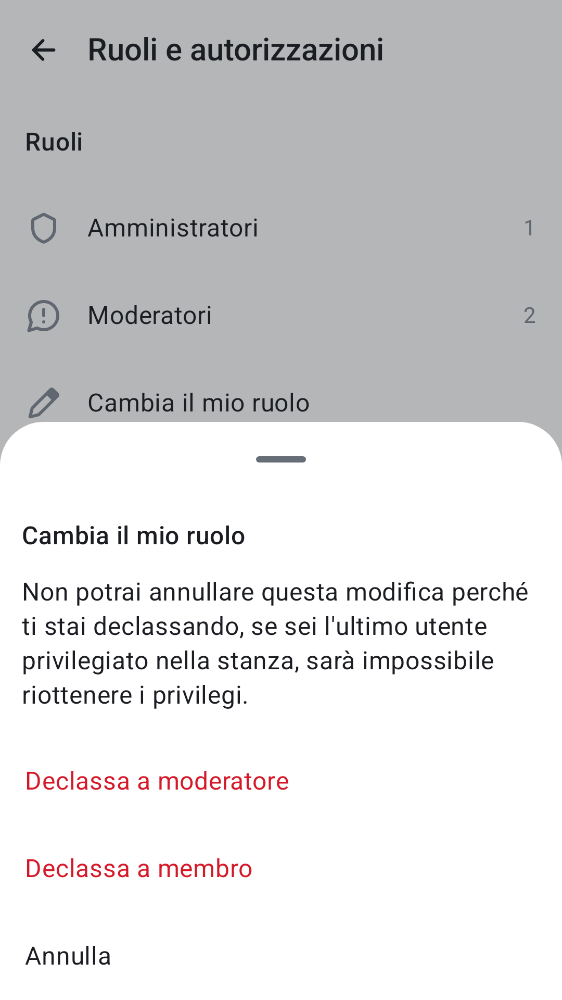 Ruoli e autorizzazioni
Ruoli
Amministratori 1
Moderatori 2
Cambia il mio ruolo
Cambia il mio ruolo
Non potrai annullare questa modifica perché
ti stai declassando, se sei l'ultimo utente
privilegiato nella stanza, sarà impossibile
riottenere i privilegi.
Declassa a moderatore
Declassa a membro
Annulla